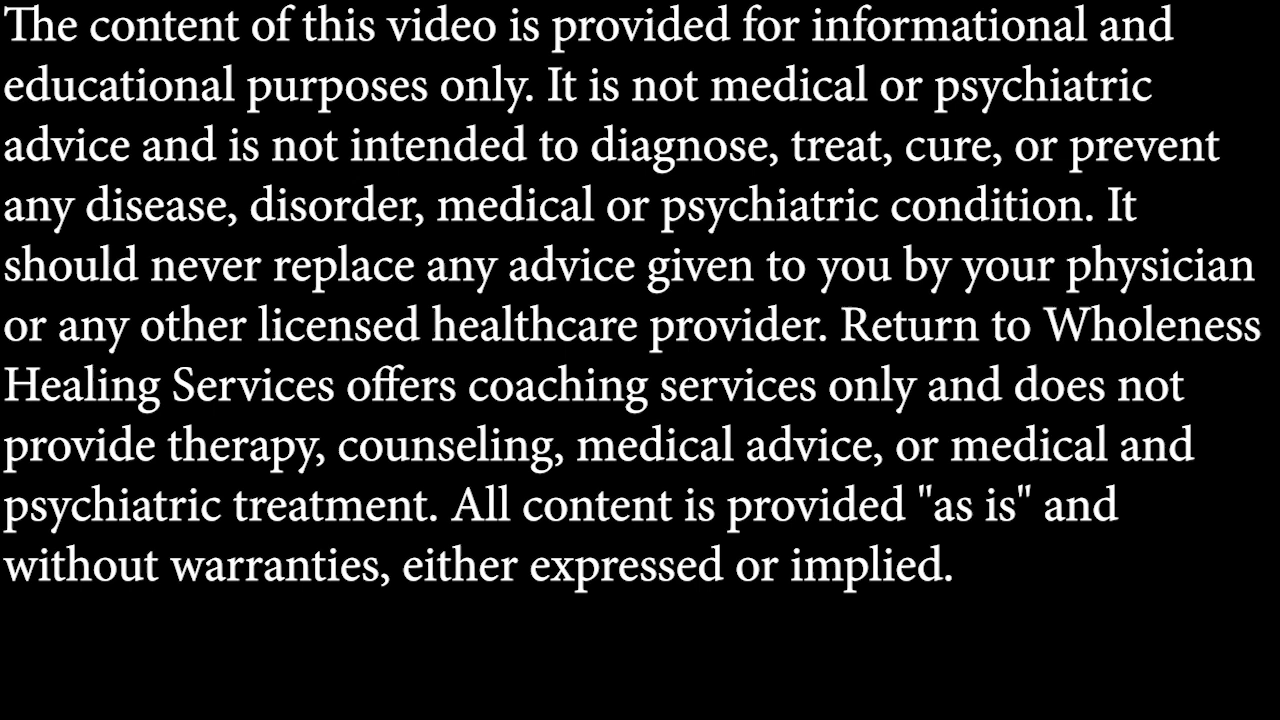 The content of this video is provided for informational and
educational purposes only. It is not medical or psychiatric
advice and is not intended to diagnose, treat, cure, or prevent
any disease, disorder, medical or psychiatric condition. It
should never replace any advice given to you by your physician
or any other licensed healthcare provider. Return to Wholeness
Healing Services offers coaching services only and does not
provide therapy, counseling, medical advice, or medical and
psychiatric treatment. All content is provided "as is" and
without warranties, either expressed or implied.